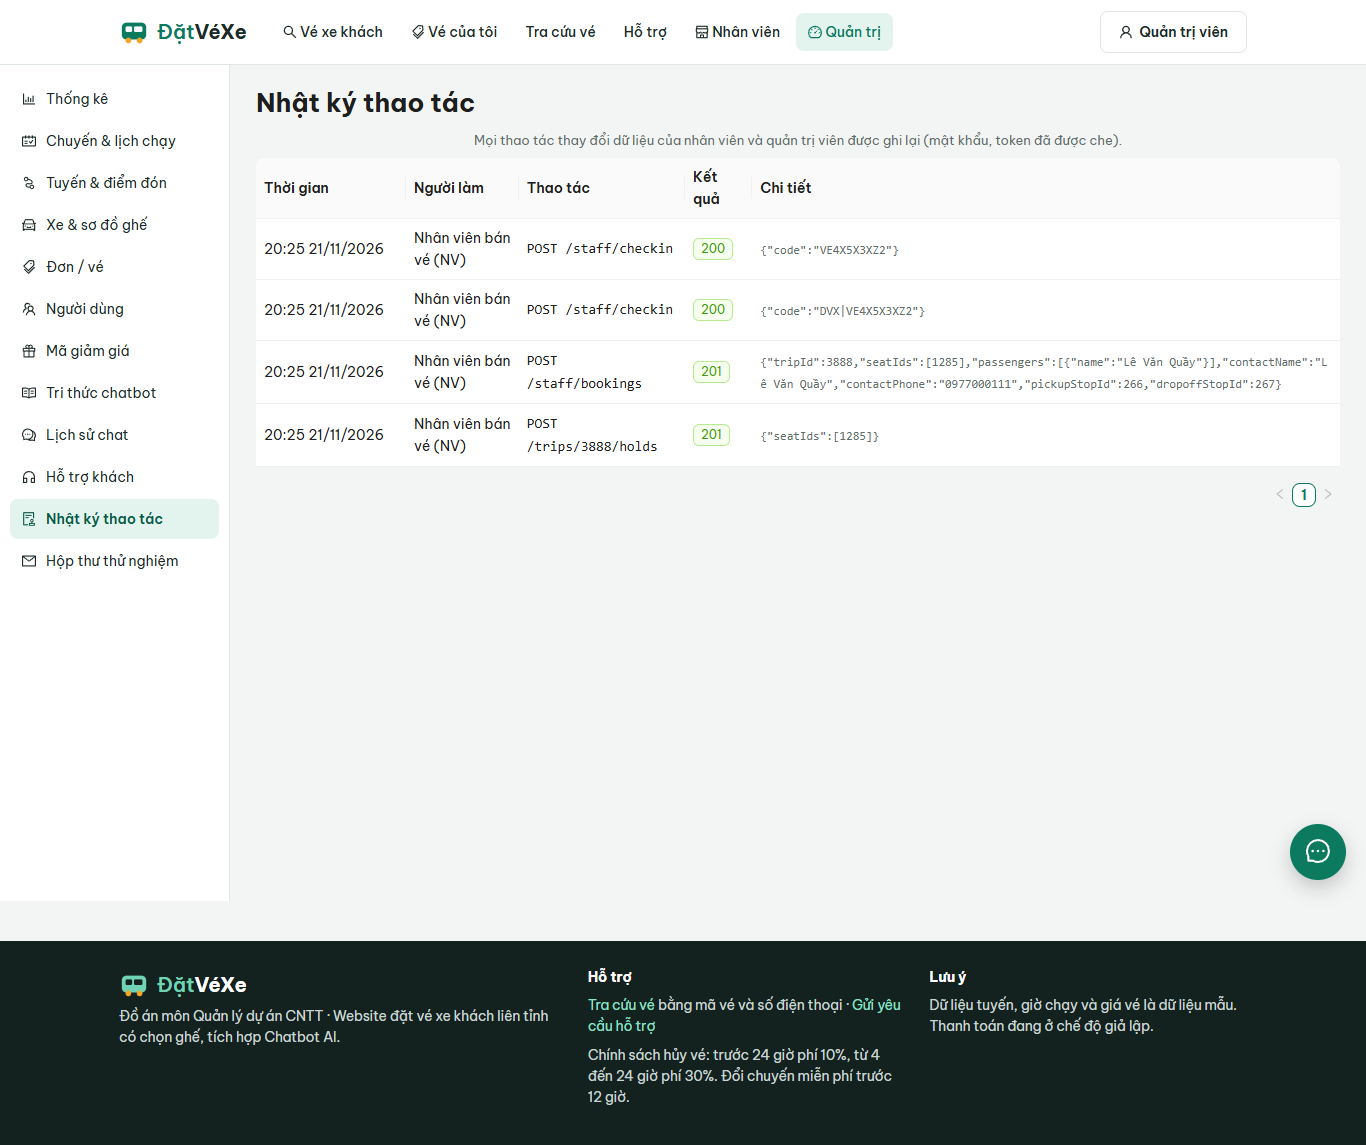 ĐặtVéXe
Vé xe khách
Vé của tôi
Tra cứu vé
Hỗ trợ
Nhân viên
Quản trị
Quản trị viên
Thống kê
Chuyến & lịch chạy
Tuyến & điểm đón
Xe & sơ đồ ghế
Đơn / vé
Người dùng
Mã giảm giá
Tri thức chatbot
Lịch sử chat
Hỗ trợ khách
Nhật ký thao tác
Hộp thư thử nghiệm
Nhật ký thao tác
Mọi thao tác thay đổi dữ liệu của nhân viên và quản trị viên được ghi lại (mật khẩu, token đã được che).
Thời gian
Người làm
Thao tác
Kết
quả
Chi tiết
20:25 21/11/2026
Nhân viên bán
vé (NV)
POST /staff/checkin
200
{"code":"VE4X5X3XZ2"}
20:25 21/11/2026
Nhân viên bán
vé (NV)
POST /staff/checkin
200
{"code":"DVX|VE4X5X3XZ2"}
20:25 21/11/2026
Nhân viên bán
vé (NV)
POST
/staff/bookings
201
{"tripId":3888,"seatIds":[1285],"passengers":[{"name":"Lê Văn Quầy"}],"contactName":"L
ê Văn Quầy","contactPhone":"0977000111","pickupStopId":266,"dropoffStopId":267}
20:25 21/11/2026
Nhân viên bán
vé (NV)
POST
/trips/3888/holds
201
{"seatIds":[1285]}
1
ĐặtVéXe
Đồ án môn Quản lý dự án CNTT · Website đặt vé xe khách liên tỉnh
có chọn ghế, tích hợp Chatbot AI.
Hỗ trợ
Tra cứu vé bằng mã vé và số điện thoại · Gửi yêu
cầu hỗ trợ
Chính sách hủy vé: trước 24 giờ phí 10%, từ 4
đến 24 giờ phí 30%. Đổi chuyến miễn phí trước
12 giờ.
Lưu ý
Dữ liệu tuyến, giờ chạy và giá vé là dữ liệu mẫu.
Thanh toán đang ở chế độ giả lập.